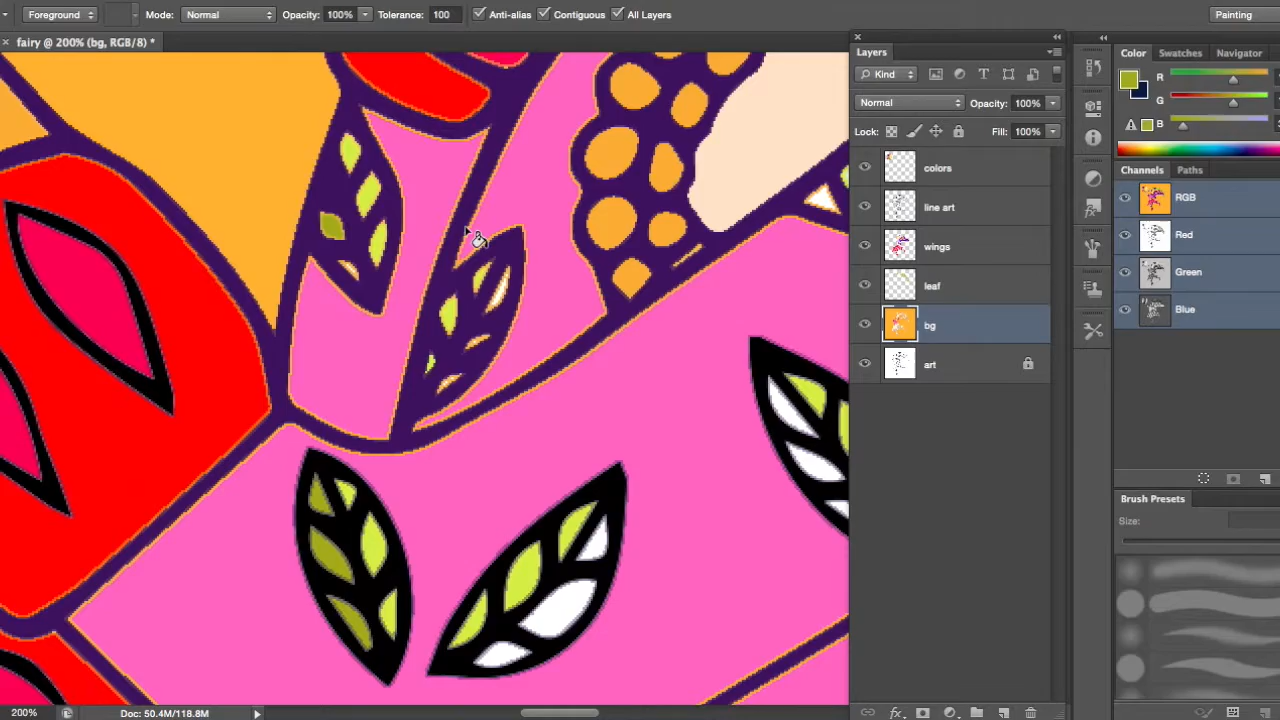 Foreground Mode: Normal Opacity: 100% Tolerance: 100 Anti-alias Contiguous All Layers Painting
fairy @ 200% (bg, RGB/8) *
Layers
Kind
Normal Opacity: 100%
Lock: Fill: 100%
colors
line art
wings
leaf
bg
art
Color Swatches Navigator
R
G
B
Channels Paths
RGB
Red
Green
Blue
Brush Presets
Size:
200% Doc: 50.4M/118.8M
fx